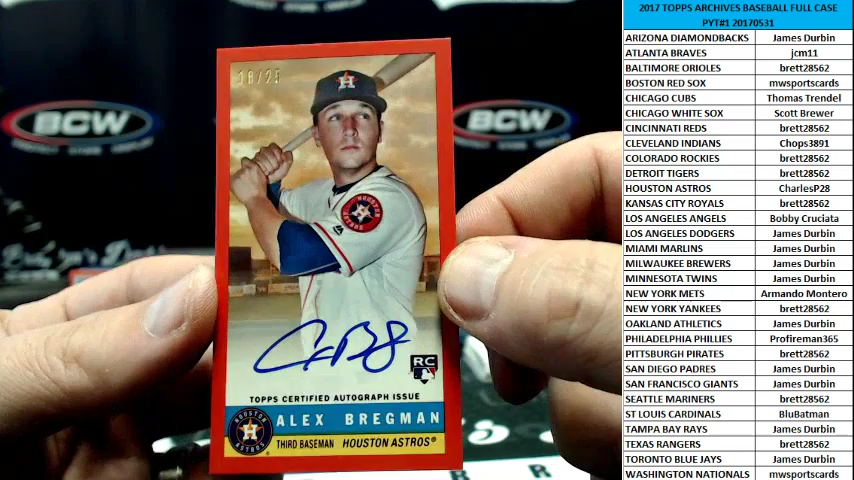 18/25
BCW
BCW
HOUSTON ASTROS
RC
TOPPS CERTIFIED AUTOGRAPH ISSUE
HOUSTON ASTROS
ALEX BREGMAN
THIRD BASEMAN HOUSTON ASTROS®
2017 TOPPS ARCHIVES BASEBALL FULL CASE
PYT#1 20170531
ARIZONA DIAMONDBACKS James Durbin
ATLANTA BRAVES jcm11
BALTIMORE ORIOLES brett28562
BOSTON RED SOX mwsportscards
CHICAGO CUBS Thomas Trendel
CHICAGO WHITE SOX Scott Brewer
CINCINNATI REDS brett28562
CLEVELAND INDIANS Chops3891
COLORADO ROCKIES brett28562
DETROIT TIGERS brett28562
HOUSTON ASTROS CharlesP28
KANSAS CITY ROYALS brett28562
LOS ANGELES ANGELS Bobby Cruciata
LOS ANGELES DODGERS James Durbin
MIAMI MARLINS James Durbin
MILWAUKEE BREWERS James Durbin
MINNESOTA TWINS James Durbin
NEW YORK METS Armando Montero
NEW YORK YANKEES brett28562
OAKLAND ATHLETICS James Durbin
PHILADELPHIA PHILLIES Profireman365
PITTSBURGH PIRATES brett28562
SAN DIEGO PADRES James Durbin
SAN FRANCISCO GIANTS James Durbin
SEATTLE MARINERS brett28562
ST LOUIS CARDINALS BluBatman
TAMPA BAY RAYS James Durbin
TEXAS RANGERS brett28562
TORONTO BLUE JAYS James Durbin
WASHINGTON NATIONALS mwsportscards